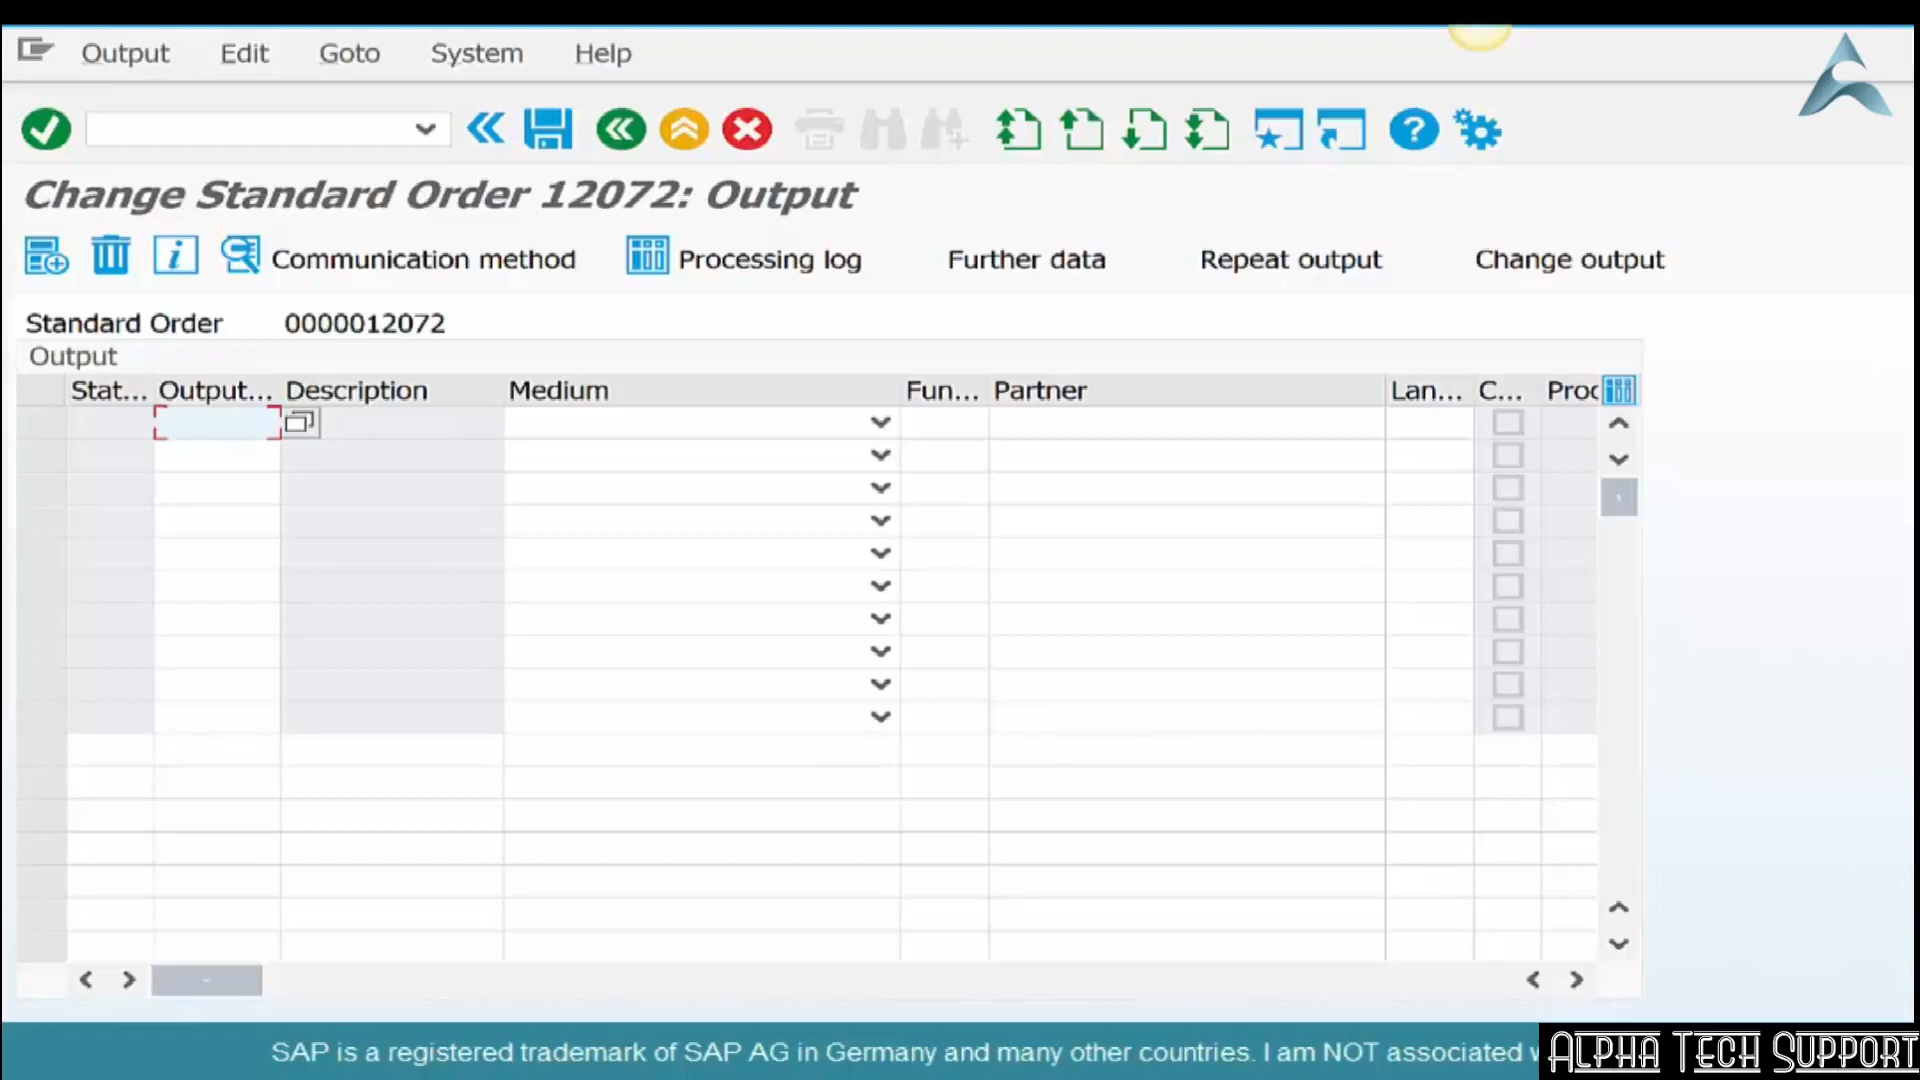 Output Edit Goto System Help
Change Standard Order 12072: Output
Communication method Processing log Further data Repeat output Change output
Standard Order 0000012072
Output
Stat... Output... Description Medium Fun... Partner Lan... C... Proc
SAP is a registered trademark of SAP AG in Germany and many other countries. I am NOT associated
ALPHA TECH SUPPORT